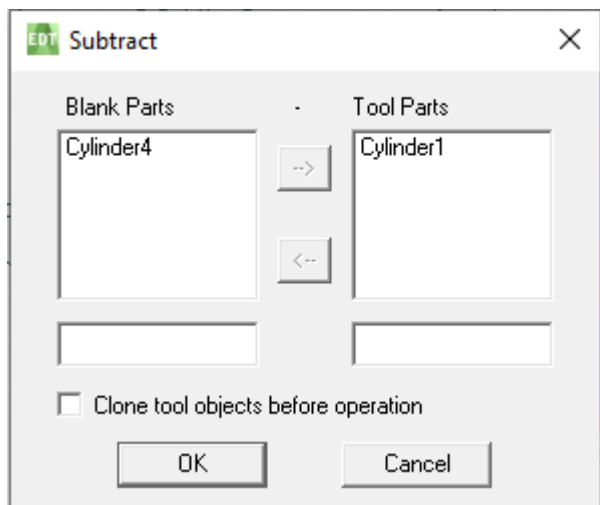 EDT Subtract
Blank Parts - Tool Parts
Cylinder4 Cylinder1
-->
<--
Clone tool objects before operation
OK Cancel